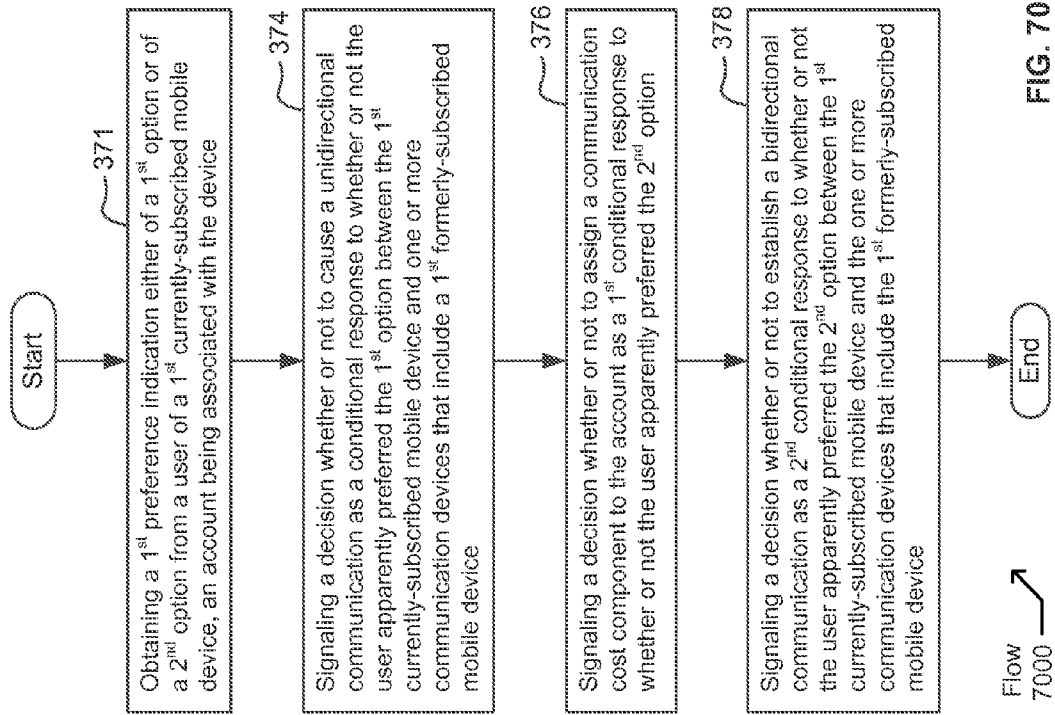 Start
371
Obtaining a 1st preference indication either of a 1st option or of
a 2nd option from a user of a 1st currently-subscribed mobile
device, an account being associated with the device
374
Signaling a decision whether or not to cause a unidirectional
communication as a conditional response to whether or not the
user apparently preferred the 1st option between the 1st
currently-subscribed mobile device and one or more
communication devices that include a 1st formerly-subscribed
mobile device
376
Signaling a decision whether or not to assign a communication
cost component to the account as a 1st conditional response to
whether or not the user apparently preferred the 2nd option
378
Signaling a decision whether or not to establish a bidirectional
communication as a 2nd conditional response to whether or not
the user apparently preferred the 2nd option between the 1st
currently-subscribed mobile device and the one or more
communication devices that include the 1st formerly-subscribed
mobile device
Flow
7000
End
FIG. 70